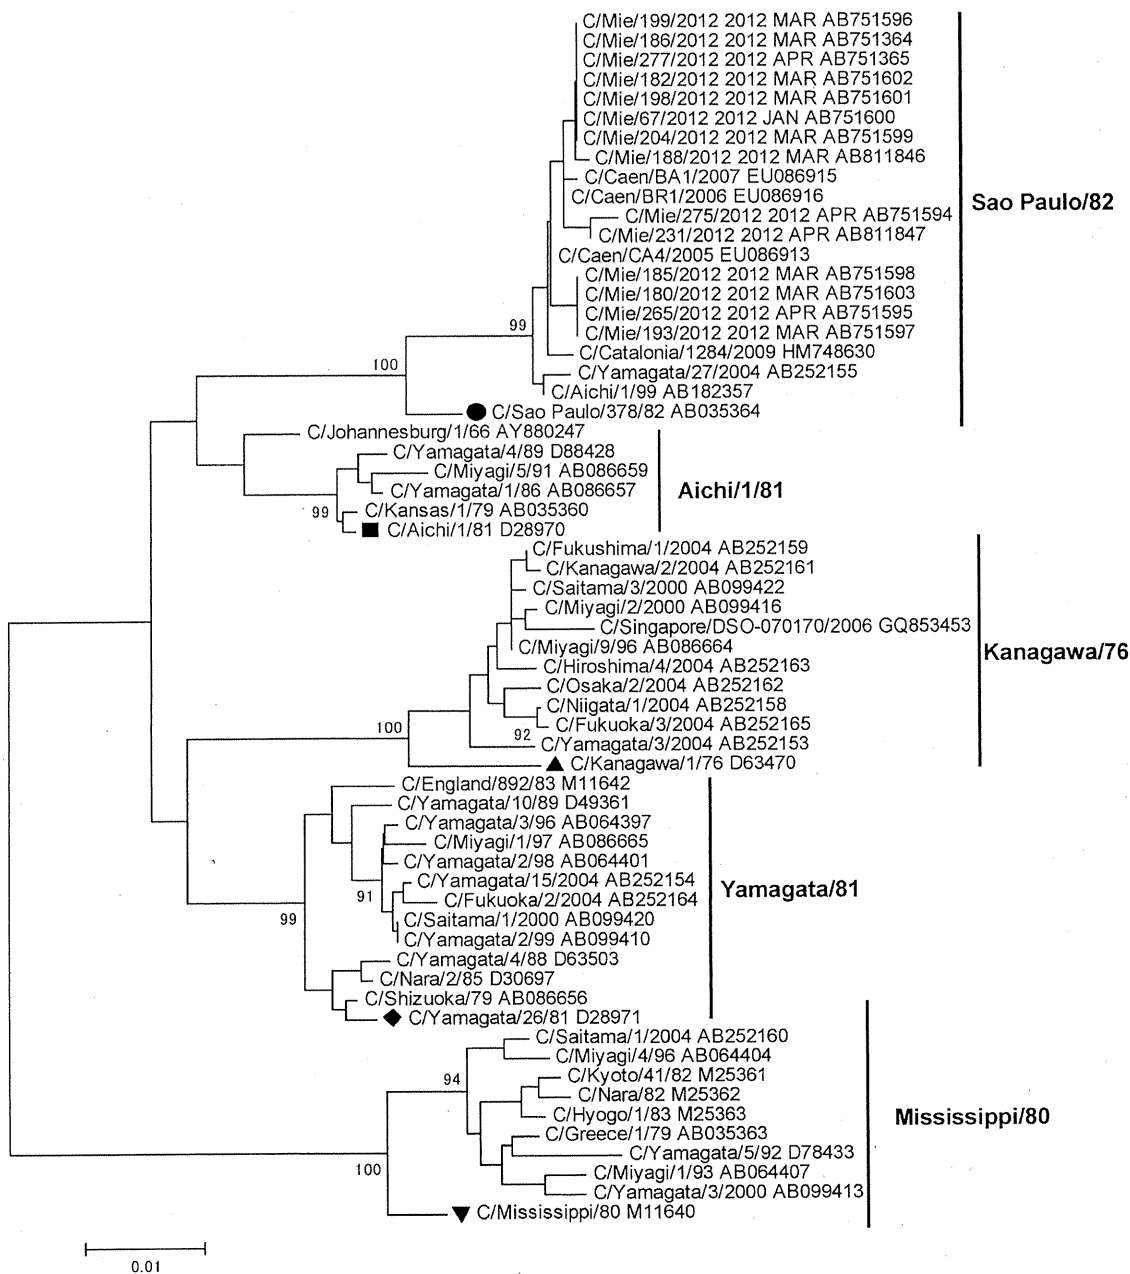 C/Mie/199/2012 2012 MAR AB751596
C/Mie/186/2012 2012 MAR AB751364
C/Mie/277/2012 2012 APR AB751365
C/Mie/182/2012 2012 MAR AB751602
C/Mie/198/2012 2012 MAR AB751601
C/Mie/67/2012 2012 JAN AB751600
C/Mie/204/2012 2012 MAR AB751599
C/Mie/188/2012 2012 MAR AB811846
C/Caen/BA1/2007 EU086915
C/Caen/BR1/2006 EU086916
Sao Paulo/82
C/Mie/275/2012 2012 APR AB751594
C/Mie/231/2012 2012 APR AB811847
C/Caen/CA4/2005 EU086913
C/Mie/185/2012 2012 MAR AB751598
C/Mie/180/2012 2012 MAR AB751603
C/Mie/265/2012 2012 APR AB751595
99
C/Mie/193/2012 2012 MAR AB751597
C/Catalonia/1284/2009 HM748630
100
C/Yamagata/27/2004 AB252155
C/Aichi/1/99 AB182357
C/Sao Paulo/378/82 AB035364
C/Johannesburg/1/66 AY880247
C/Yamagata/4/89 D88428
C/Miyagi/5/91 AB086659
C/Yamagata/1/86 AB086657
Aichi/1/81
99
C/Kansas/1/79 AB035360
C/Aichi/1/81 D28970
C/Fukushima/1/2004 AB252159
C/Kanagawa/2/2004 AB252161
C/Saitama/3/2000 AB099422
C/Miyagi/2/2000 AB099416
C/Singapore/DSO-070170/2006 GQ853453
C/Miyagi/9/96 AB086664
Kanagawa/76
C/Hiroshima/4/2004 AB252163
C/Osaka/2/2004 AB252162
C/Niigata/1/2004 AB252158
100
C/Fukuoka/3/2004 AB252165
92
C/Yamagata/3/2004 AB252153
C/Kanagawa/1/76 D63470
C/England/892/83 M11642
C/Yamagata/10/89 D49361
C/Yamagata/3/96 AB064397
C/Miyagi/1/97 AB086665
C/Yamagata/2/98 AB064401
C/Yamagata/15/2004 AB252154
Yamagata/81
91
C/Fukuoka/2/2004 AB252164
99
C/Saitama/1/2000 AB099420
C/Yamagata/2/99 AB099410
C/Yamagata/4/88 D63503
C/Nara/2/85 D30697
C/Shizuoka/79 AB086656
C/Yamagata/26/81 D28971
C/Saitama/1/2004 AB252160
C/Miyagi/4/96 AB064404
94
C/Kyoto/41/82 M25361
C/Nara/82 M25362
C/Hyogo/1/83 M25363
Mississippi/80
C/Greece/1/79 AB035363
C/Yamagata/5/92 D78433
100
C/Miyagi/1/93 AB064407
C/Yamagata/3/2000 AB099413
C/Mississippi/80 M11640
0.01